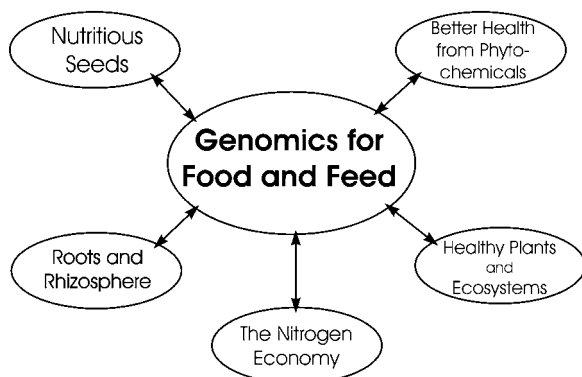 Nutritious
Seeds
Better Health
from Phyto-
chemicals
Genomics for
Food and Feed
Roots and
Rhizosphere
Healthy Plants
and
Ecosystems
The Nitrogen
Economy